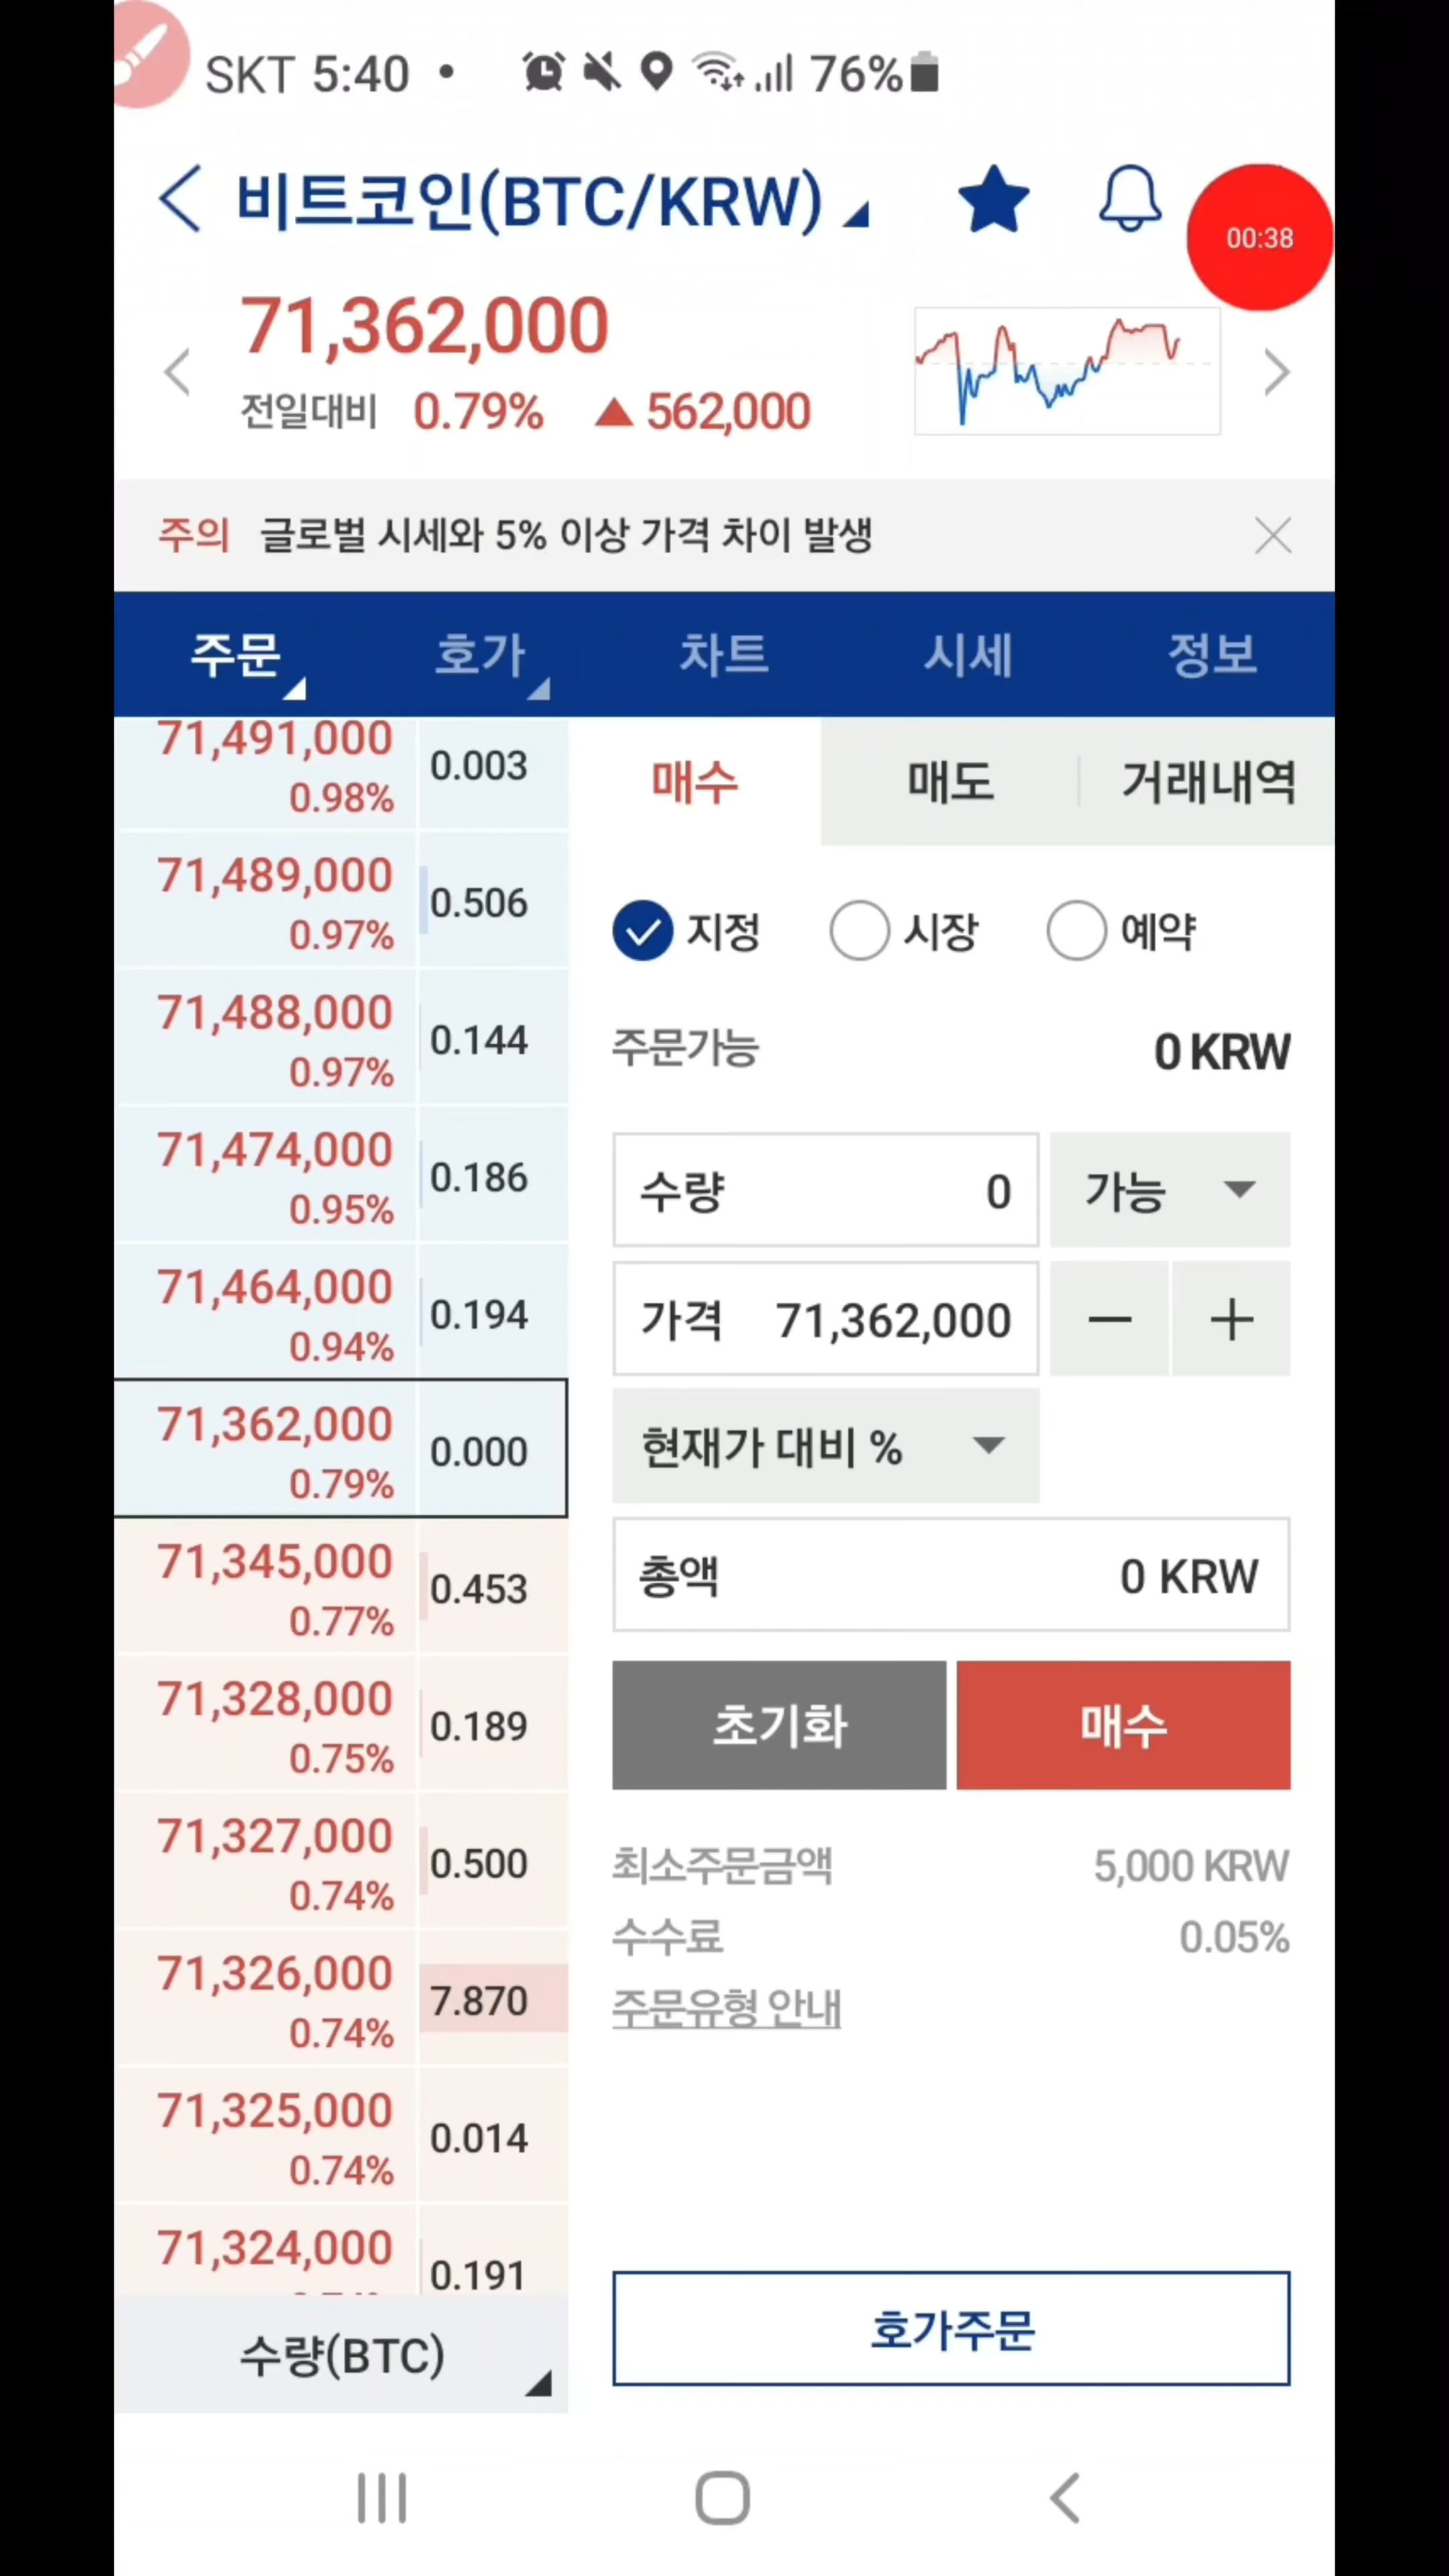 SKT 5:40 • 76%
비트코인(BTC/KRW)
00:38
71,362,000
전일대비 0.79% ▲ 562,000
주의 글로벌 시세와 5% 이상 가격 차이 발생
주문 호가 차트 시세 정보
71,491,000 0.003
0.98%
71,489,000 0.506
0.97%
71,488,000 0.144
0.97%
71,474,000 0.186
0.95%
71,464,000 0.194
0.94%
71,362,000 0.000
0.79%
71,345,000 0.453
0.77%
71,328,000 0.189
0.75%
71,327,000 0.500
0.74%
71,326,000 7.870
0.74%
71,325,000 0.014
0.74%
71,324,000 0.191
수량(BTC)
매수 매도 거래내역
지정 시장 예약
주문가능 0 KRW
수량 0 가능
가격 71,362,000 − +
현재가 대비 %
총액 0 KRW
초기화 매수
최소주문금액 5,000 KRW
수수료 0.05%
주문유형 안내
호가주문